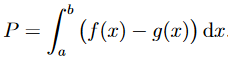 P = ∫_a^b (f(x) − g(x)) dx.